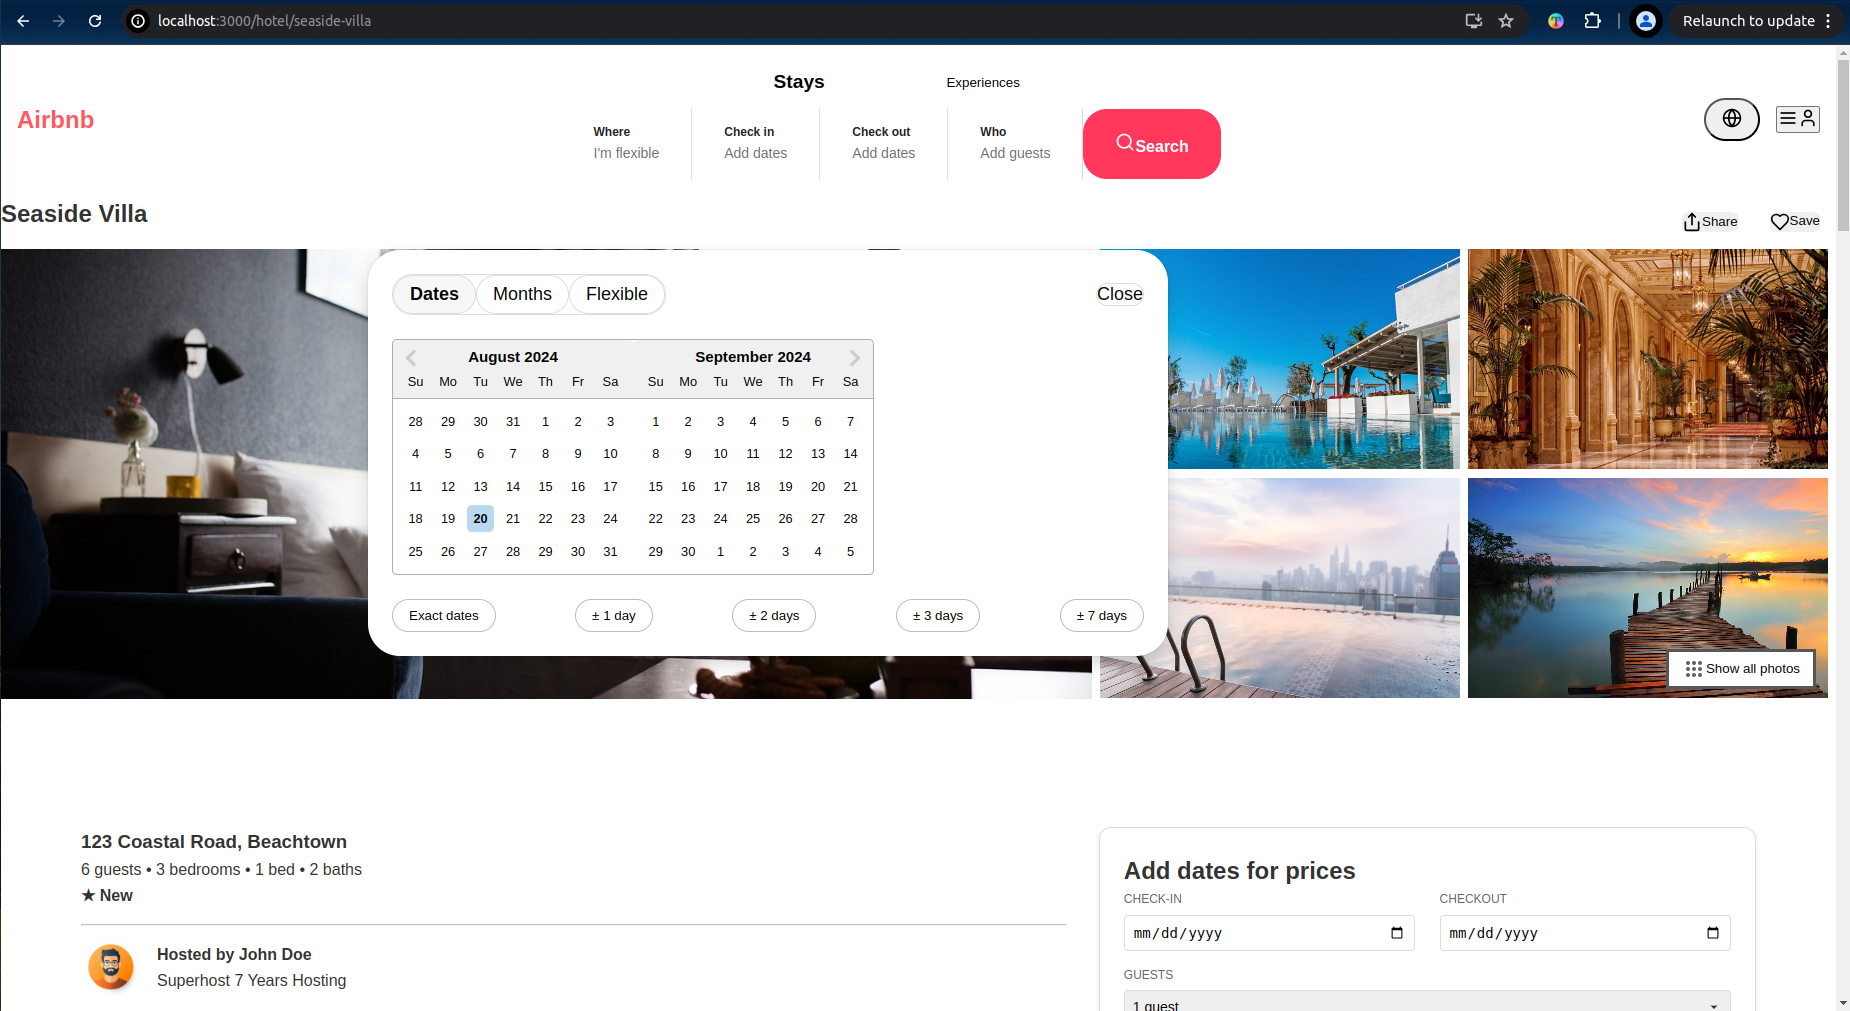 localhost:3000/hotel/seaside-villa
Relaunch to update
Stays Experiences
Airbnb
Where Check in Check out Who
I'm flexible Add dates Add dates Add guests
Search
Seaside Villa
Share Save
Dates Months Flexible Close
August 2024 September 2024
Su Mo Tu We Th Fr Sa Su Mo Tu We Th Fr Sa
28 29 30 31 1 2 3 1 2 3 4 5 6 7
4 5 6 7 8 9 10 8 9 10 11 12 13 14
11 12 13 14 15 16 17 15 16 17 18 19 20 21
18 19 20 21 22 23 24 22 23 24 25 26 27 28
25 26 27 28 29 30 31 29 30 1 2 3 4 5
Exact dates ± 1 day ± 2 days ± 3 days ± 7 days
Show all photos
123 Coastal Road, Beachtown
6 guests • 3 bedrooms • 1 bed • 2 baths
★ New
Hosted by John Doe
Superhost 7 Years Hosting
Add dates for prices
CHECK-IN CHECKOUT
mm/dd/yyyy mm/dd/yyyy
GUESTS
1 guest